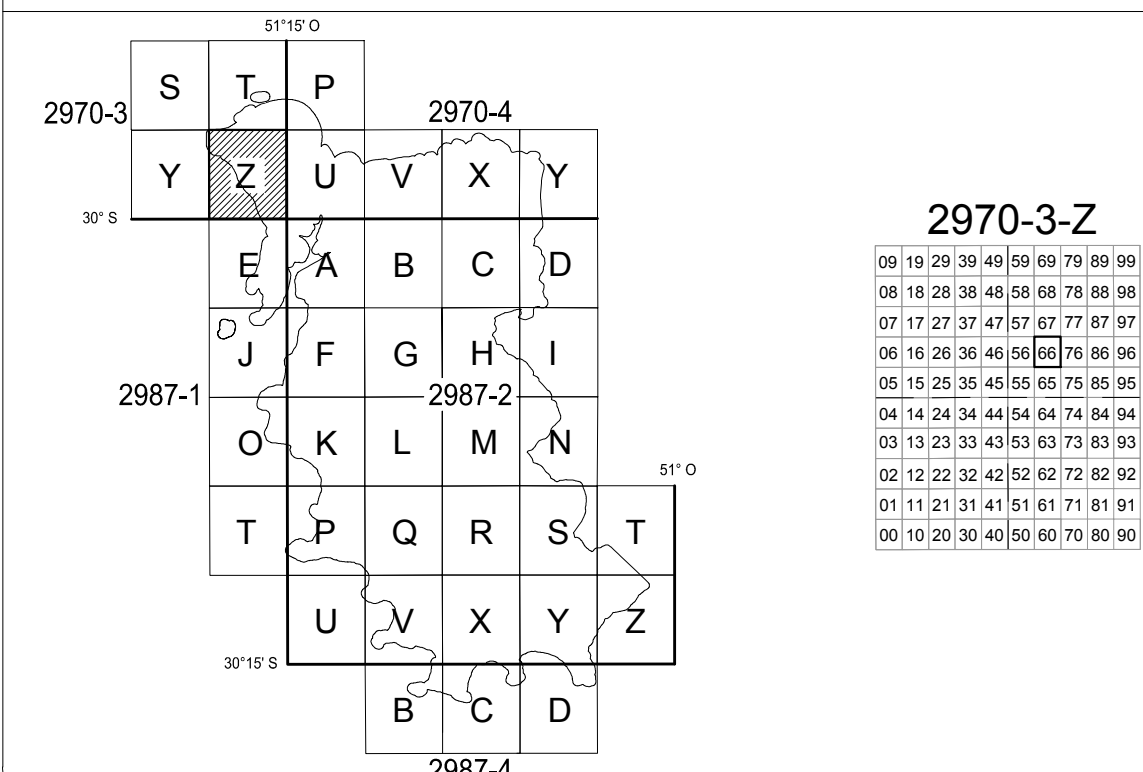 51°15' O
S T P
2970-3 2970-4
Y Z U V X Y
30° S
E A B C D
J F G H I
2987-1 2987-2
O K L M N
51° O
T P Q R S T
U V X Y Z
30°15' S
B C D
2987-4
2970-3-Z
09 19 29 39 49 59 69 79 89 99
08 18 28 38 48 58 68 78 88 98
07 17 27 37 47 57 67 77 87 97
06 16 26 36 46 56 66 76 86 96
05 15 25 35 45 55 65 75 85 95
04 14 24 34 44 54 64 74 84 94
03 13 23 33 43 53 63 73 83 93
02 12 22 32 42 52 62 72 82 92
01 11 21 31 41 51 61 71 81 91
00 10 20 30 40 50 60 70 80 90